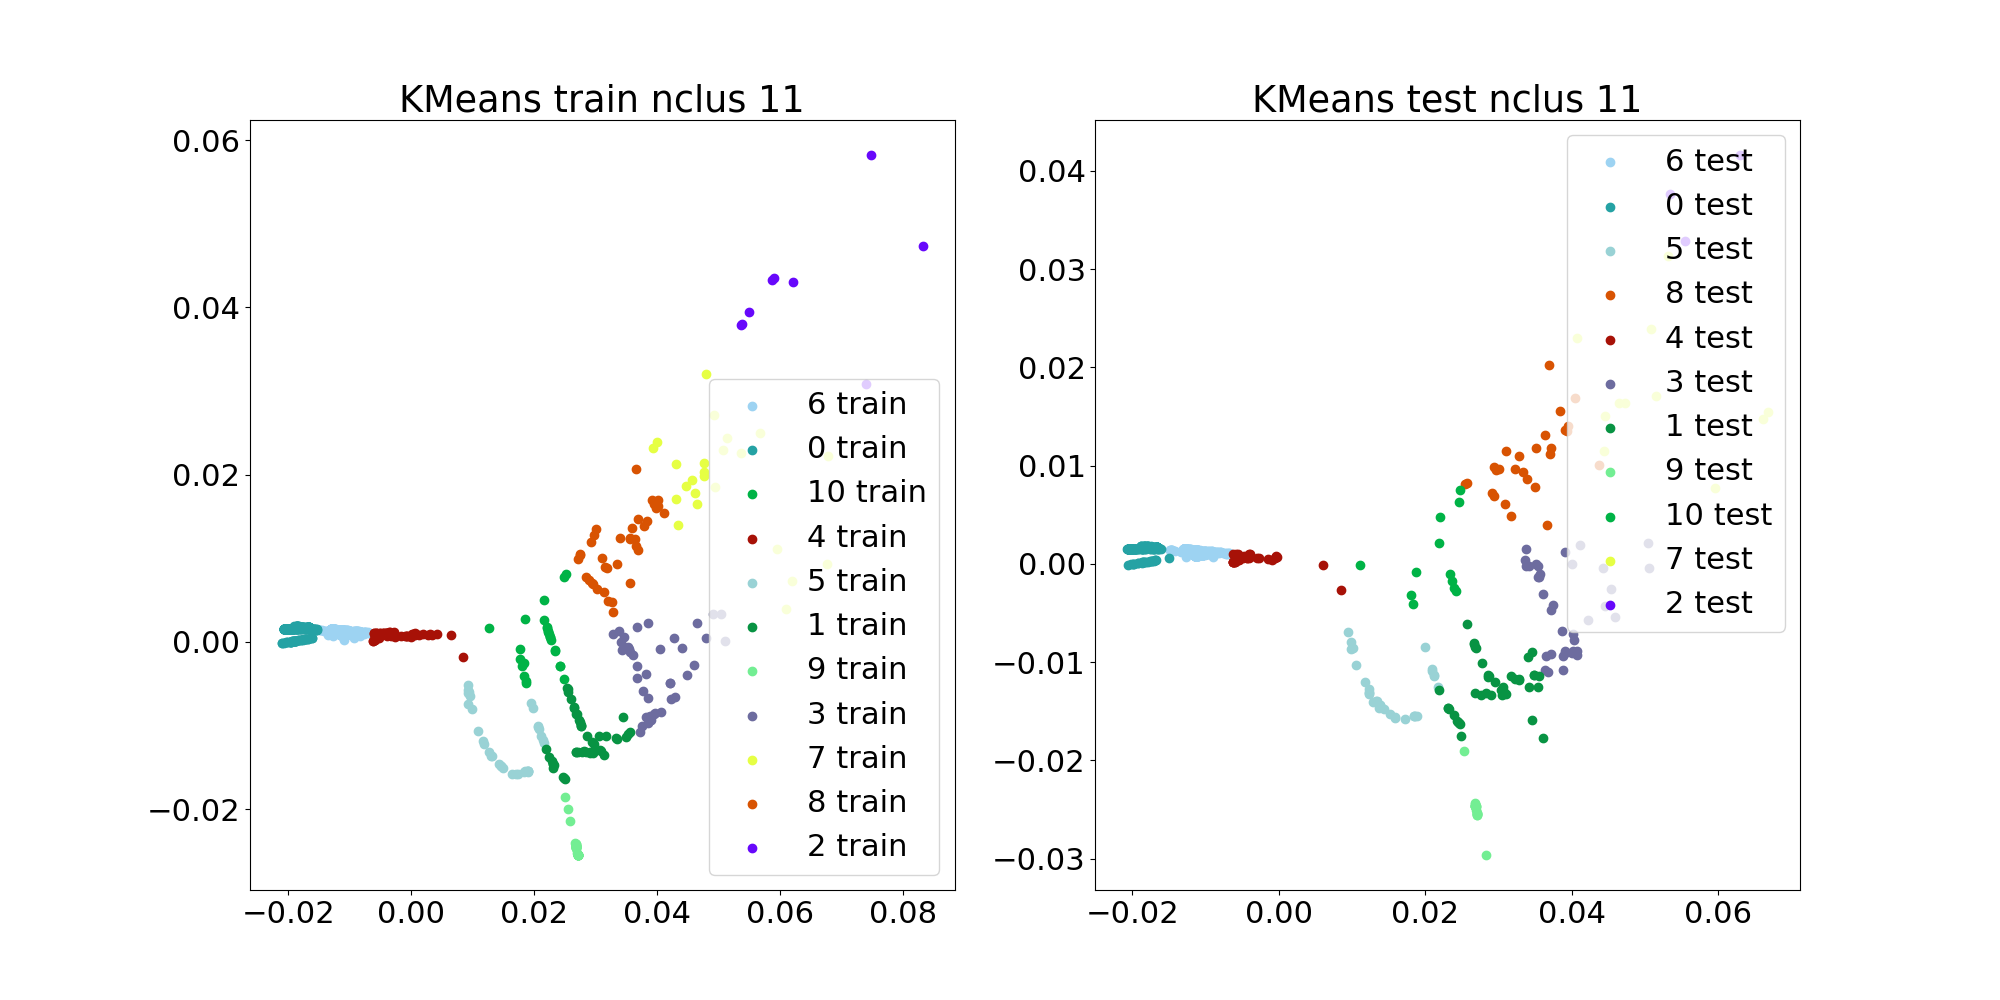 KMeans train nclus 11
0.06
0.04
0.02
0.00
−0.02
−0.02 0.00 0.02 0.04 0.06 0.08
6 train
0 train
10 train
4 train
5 train
1 train
9 train
3 train
7 train
8 train
2 train
KMeans test nclus 11
0.04
0.03
0.02
0.01
0.00
−0.01
−0.02
−0.03
−0.02 0.00 0.02 0.04 0.06
6 test
0 test
5 test
8 test
4 test
3 test
1 test
9 test
10 test
7 test
2 test